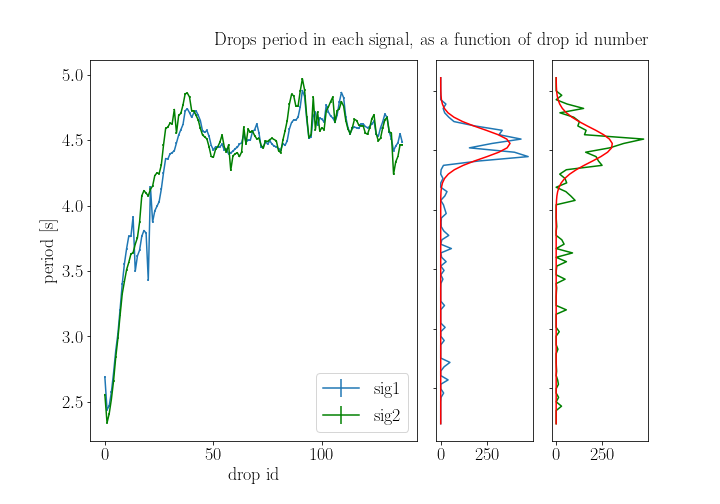 Drops period in each signal, as a function of drop id number
period [s]
5.0
4.5
4.0
3.5
3.0
2.5
sig1
sig2
0 50 100 0 250 0 250
drop id